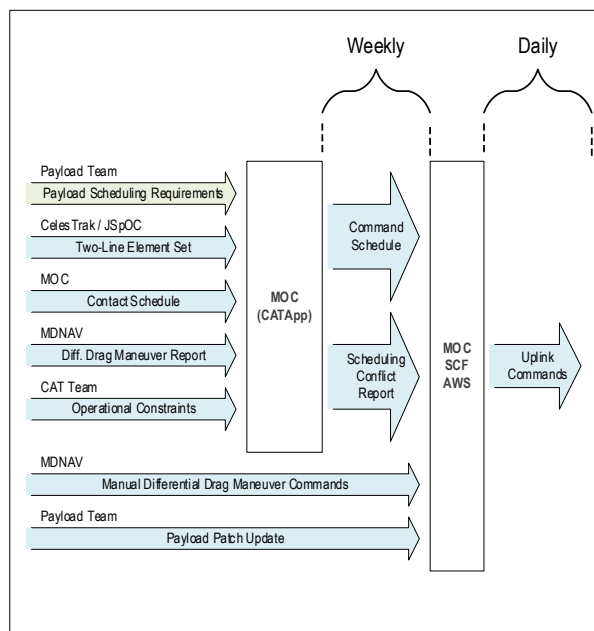 Weekly
Daily
Payload Team
Payload Scheduling Requirements
CelesTrak / JSpOC
Two-Line Element Set
MOC
Contact Schedule
MDNAV
Diff. Drag Maneuver Report
CAT Team
Operational Constraints
MOC
(CATApp)
Command
Schedule
Scheduling
Conflict
Report
MOC
SCF
AWS
Uplink
Commands
MDNAV
Manual Differential Drag Maneuver Commands
Payload Team
Payload Patch Update